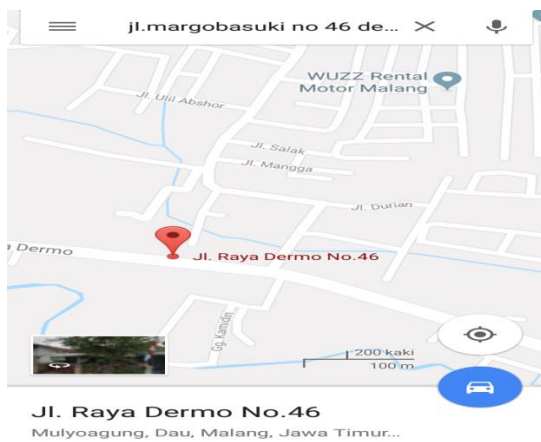 jl.margobasuki no 46 de...
WUZZ Rental
Motor Malang
Jl. Ulil Abshor
Jl. Salak
Jl. Mangga
Jl. Durian
a Dermo
Jl. Raya Dermo No.46
Gg. Kamidin
200 kaki
100 m
Jl. Raya Dermo No.46
Mulyoagung, Dau, Malang, Jawa Timur...